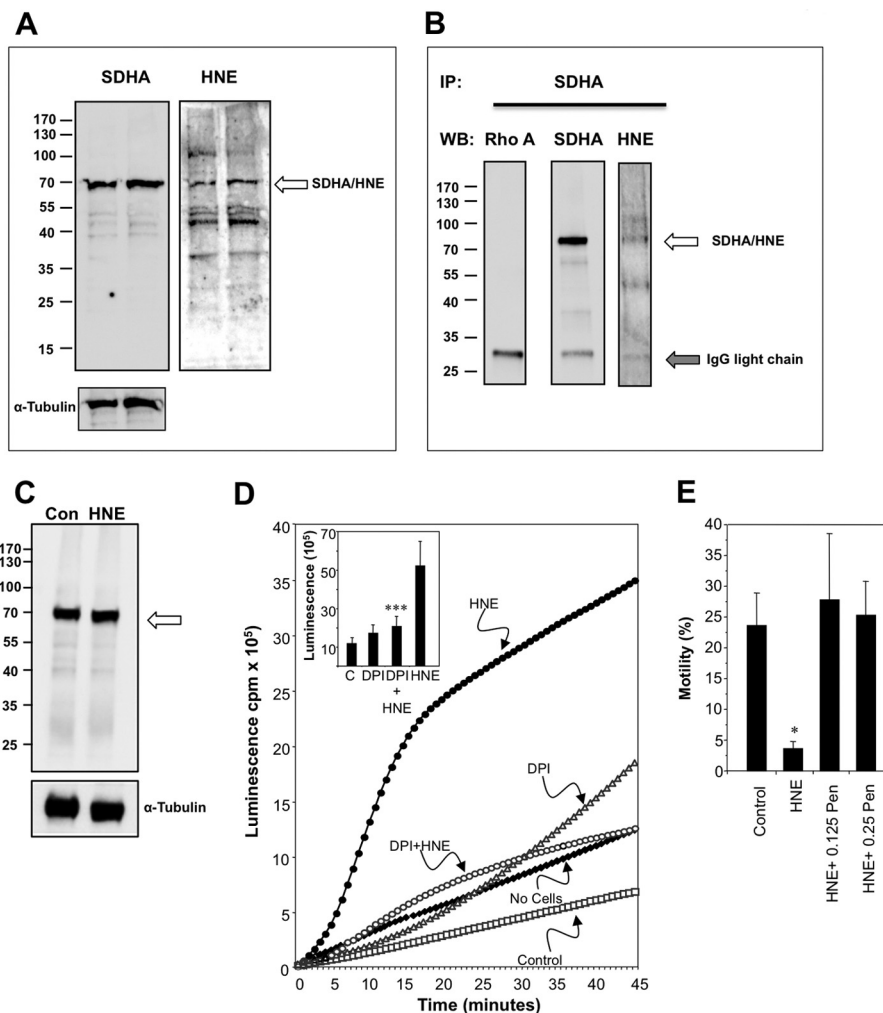 A
SDHA HNE
170
130
100
70
55
40
35
25
15
SDHA/HNE
α-Tubulin
B
IP: SDHA
WB: Rho A SDHA HNE
170
130
100
70
55
40
35
25
SDHA/HNE
IgG light chain
C
Con HNE
170
130
100
70
55
40
35
25
α-Tubulin
D
Luminescence cpm x 10⁵
40
35
30
25
20
15
10
5
0
0 5 10 15 20 25 30 35 40 45
Time (minutes)
Luminescence (10⁵)
70
50
30
10
***
C DPI DPI HNE
+
HNE
HNE
DPI
DPI+HNE
No Cells
Control
E
Motility (%)
40
35
30
25
20
15
10
5
0
*
Control
HNE
HNE+ 0.125 Pen
HNE+ 0.25 Pen